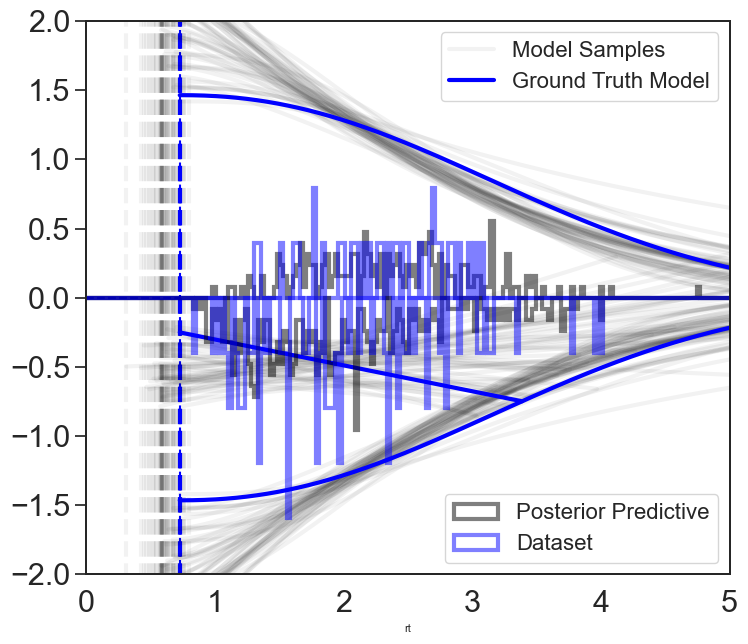 2.0
1.5
1.0
0.5
0.0
−0.5
−1.0
−1.5
−2.0
Model Samples
Ground Truth Model
Posterior Predictive
Dataset
0 1 2 3 4 5
rt